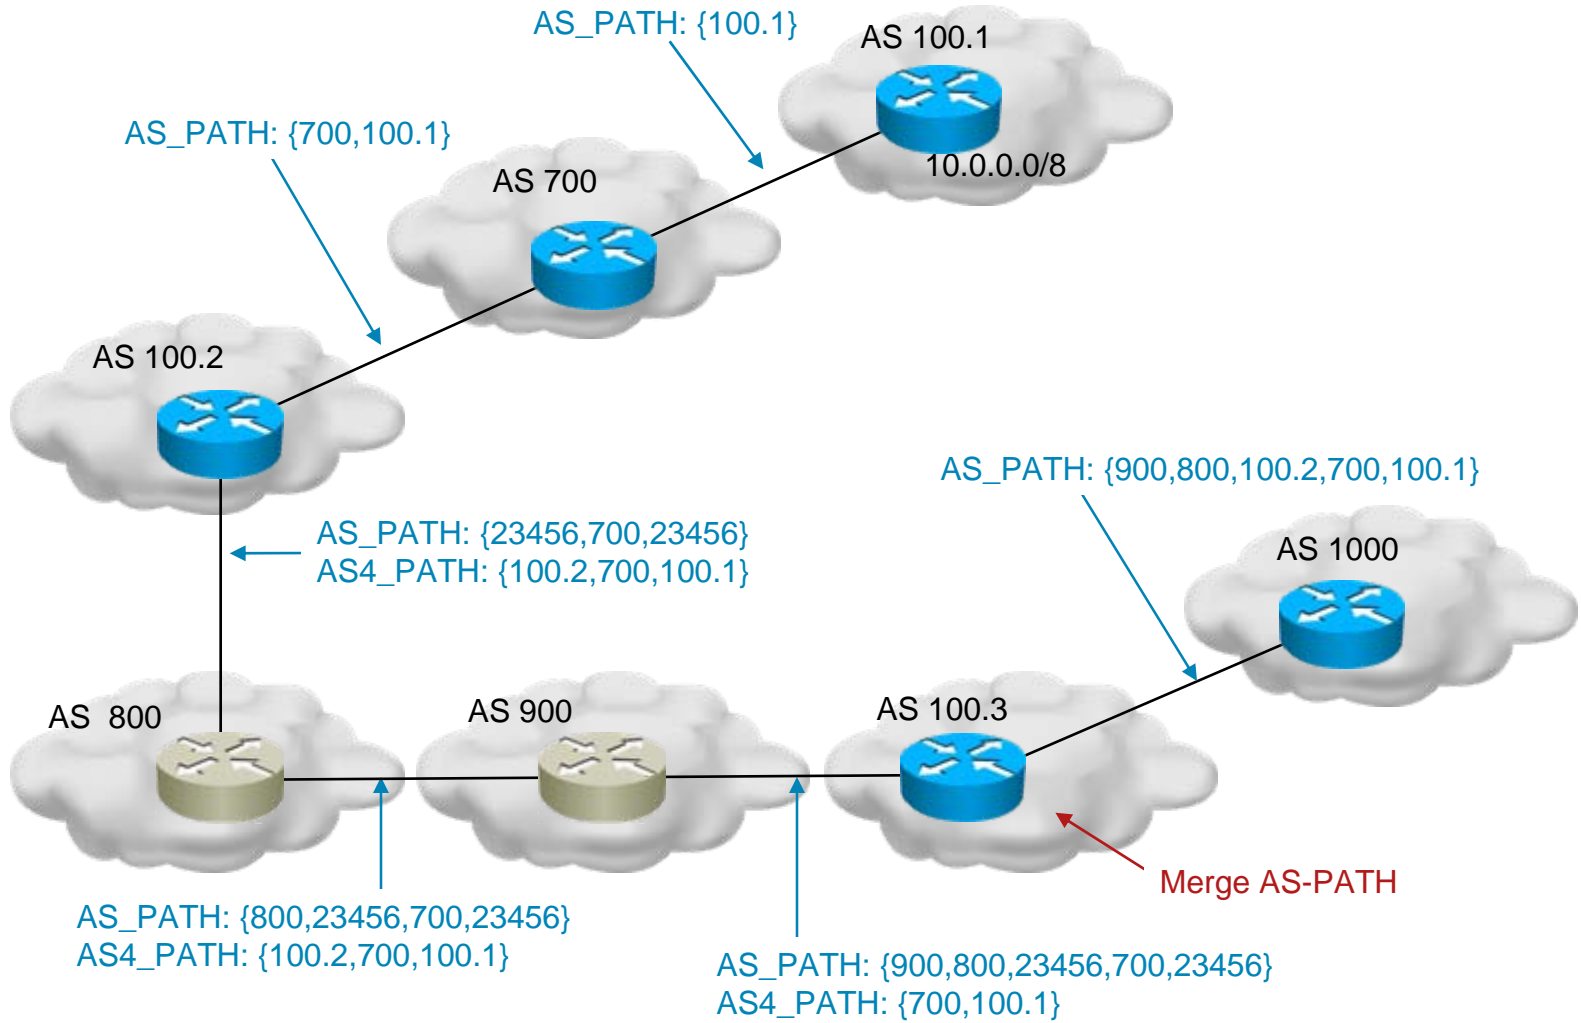 AS_PATH: {100.1}
AS 100.1
AS_PATH: {700,100.1}
10.0.0.0/8
AS 700
AS 100.2
AS_PATH: {900,800,100.2,700,100.1}
AS_PATH: {23456,700,23456}
AS4_PATH: {100.2,700,100.1}
AS 1000
AS 800
AS 900
AS 100.3
Merge AS-PATH
AS_PATH: {800,23456,700,23456}
AS4_PATH: {100.2,700,100.1}
AS_PATH: {900,800,23456,700,23456}
AS4_PATH: {700,100.1}